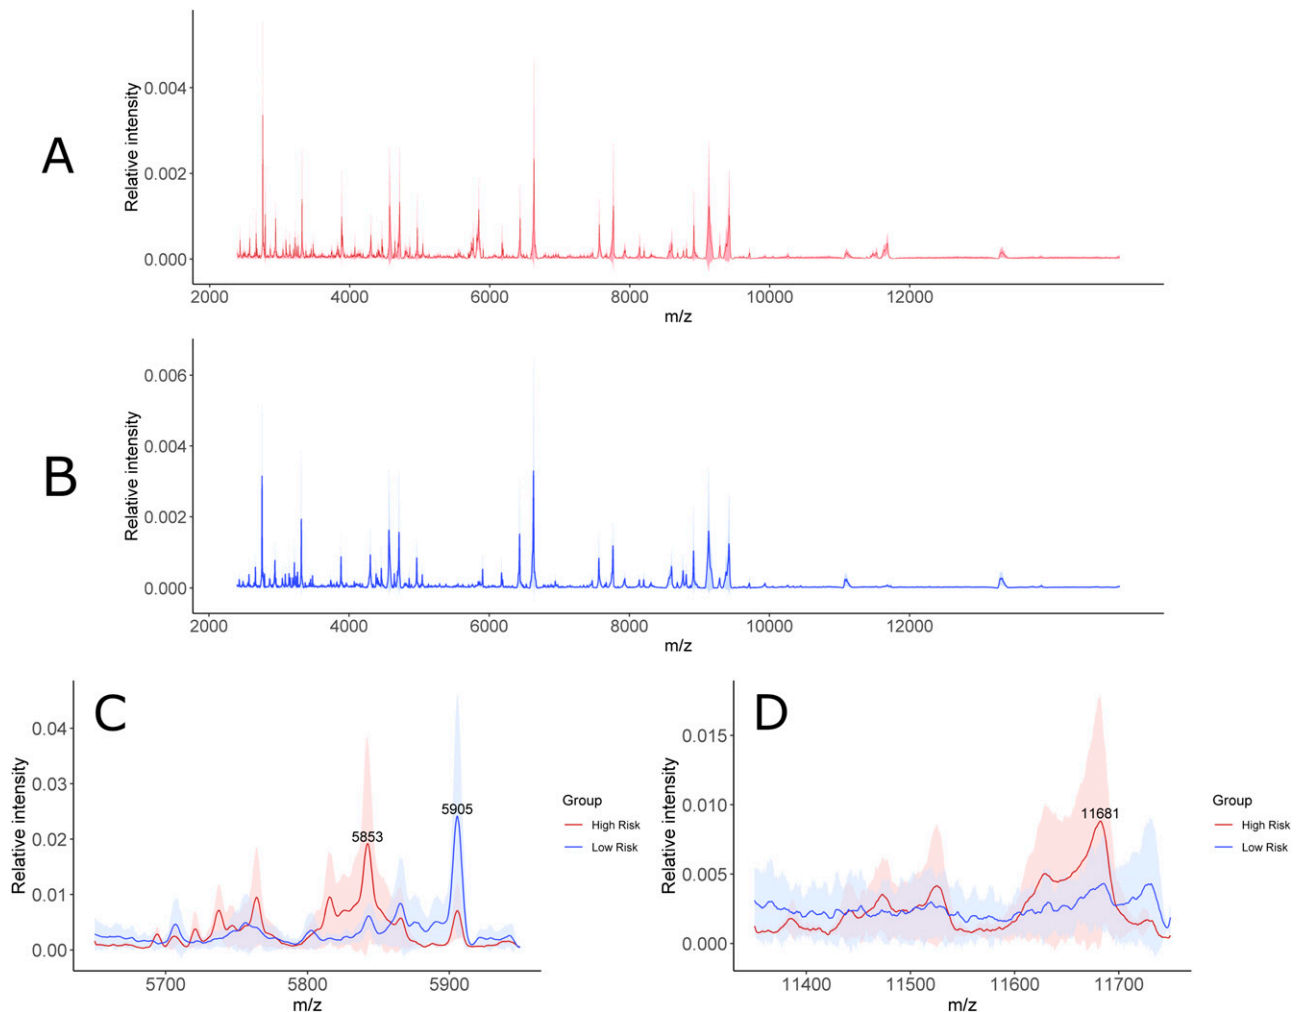 A
Relative intensity
0.004
0.002
0.000
2000 4000 6000 8000 10000 12000
m/z
B
Relative intensity
0.006
0.004
0.002
0.000
2000 4000 6000 8000 10000 12000
m/z
C
Relative intensity
0.04
0.03
0.02
0.01
0.00
5853
5905
5700 5800 5900
m/z
Group
High Risk
Low Risk
D
Relative intensity
0.015
0.010
0.005
0.000
11681
11400 11500 11600 11700
m/z
Group
High Risk
Low Risk